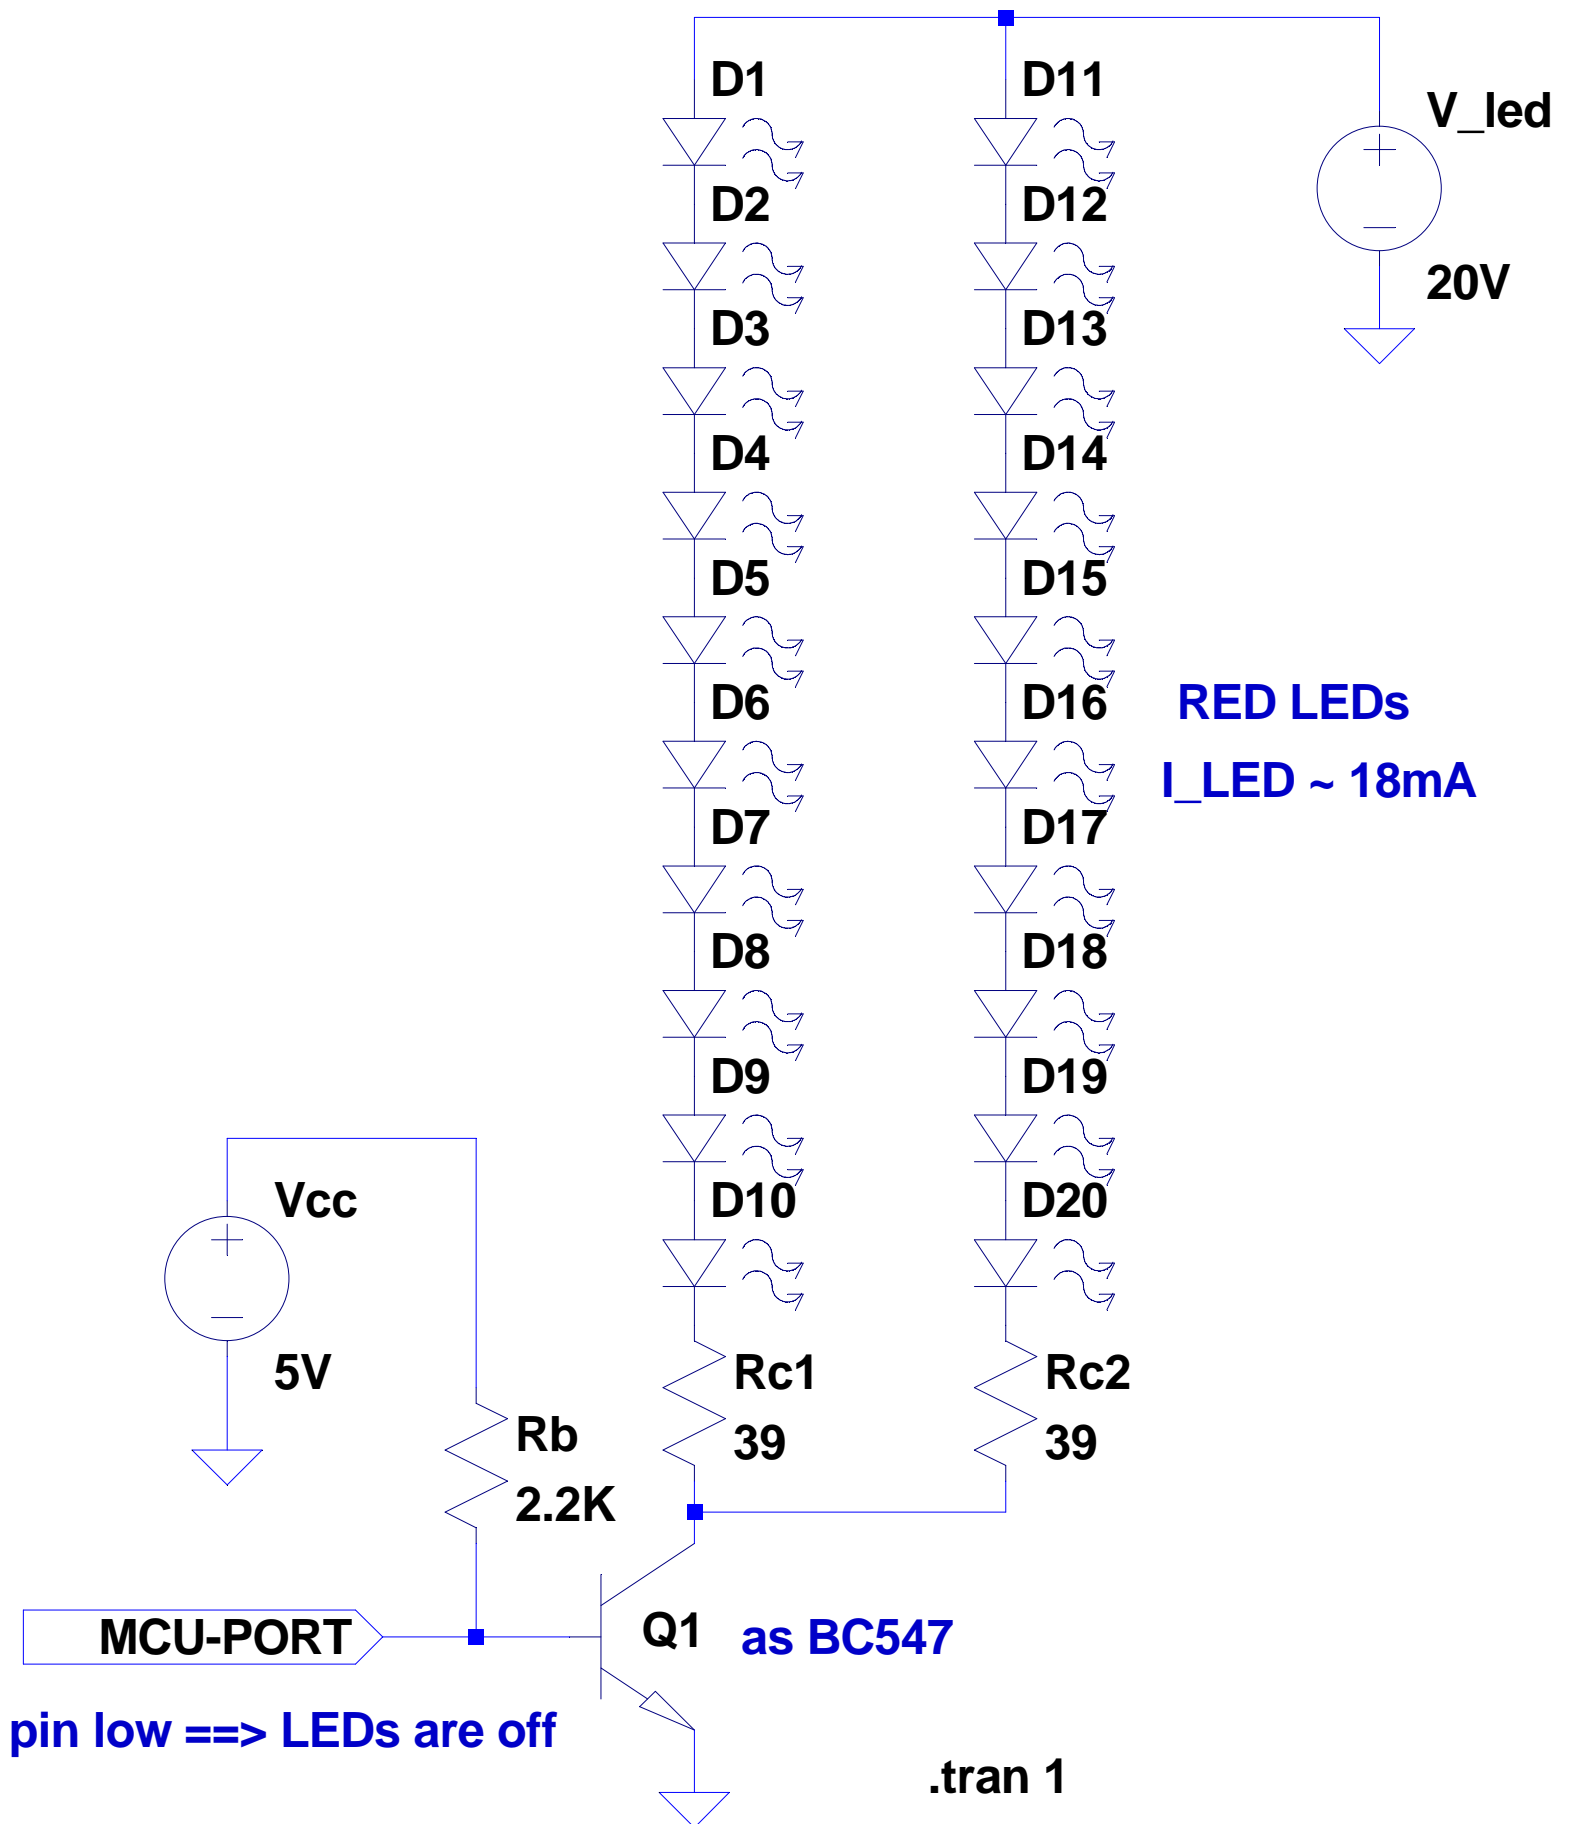 D1
D11
V_led
D2
D12
20V
D3
D13
D4
D14
D5
D15
D6
D16
RED LEDs
I_LED ~ 18mA
D7
D17
D8
D18
D9
D19
Vcc
D10
D20
5V
Rc1
Rc2
Rb
39
39
2.2K
MCU-PORT
Q1
as BC547
pin low ==> LEDs are off
.tran 1